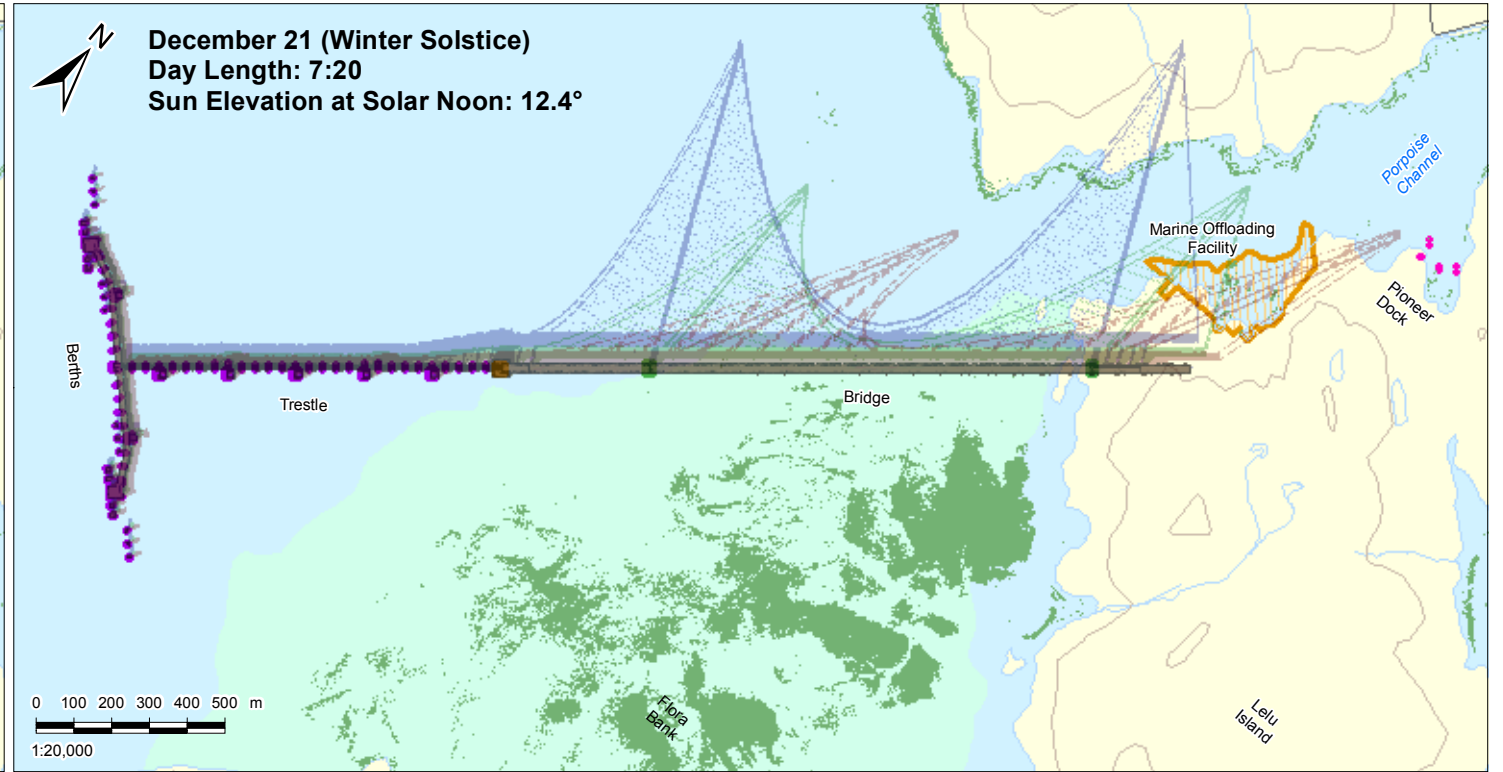 N
December 21 (Winter Solstice)
Day Length: 7:20
Sun Elevation at Solar Noon: 12.4°
Porpoise
Channel
Marine Offloading
Facility
Pioneer
Dock
Berths
Trestle
Bridge
Flora
Bank
Lelu
Island
0 100 200 300 400 500 m
1:20,000